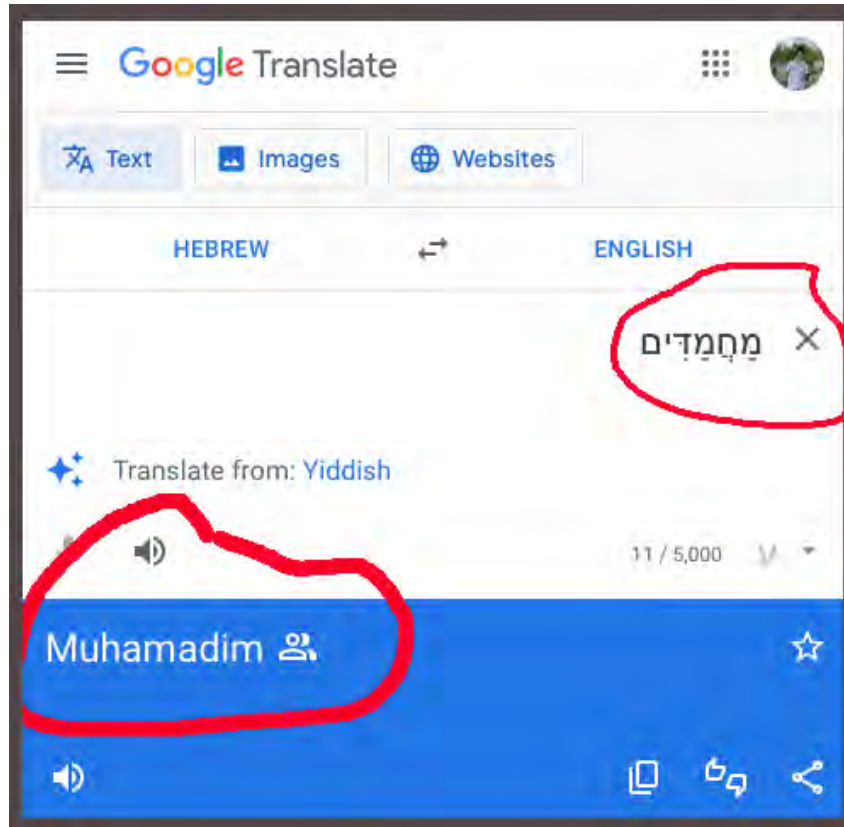 Google Translate
Text Images Websites
HEBREW ENGLISH
מַחֲמַדִּים
Translate from: Yiddish
11 / 5,000
Muhamadim